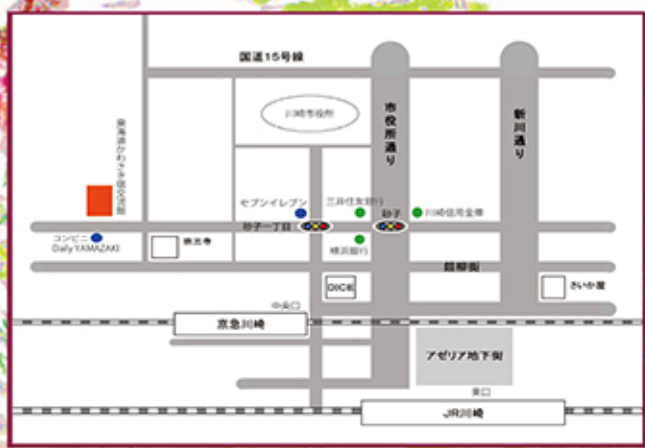 国道15号線
川崎市役所
市役所通り
新川通り
東海道かわさき宿交流館
セブンイレブン
三井住友銀行
砂子
川崎信用金庫
砂子一丁目
コンビニ
Daily YAMAZAKI
宗三寺
横浜銀行
銀柳街
DICE
さいか屋
中央口
京急川崎
アゼリア地下街
東口
JR川崎